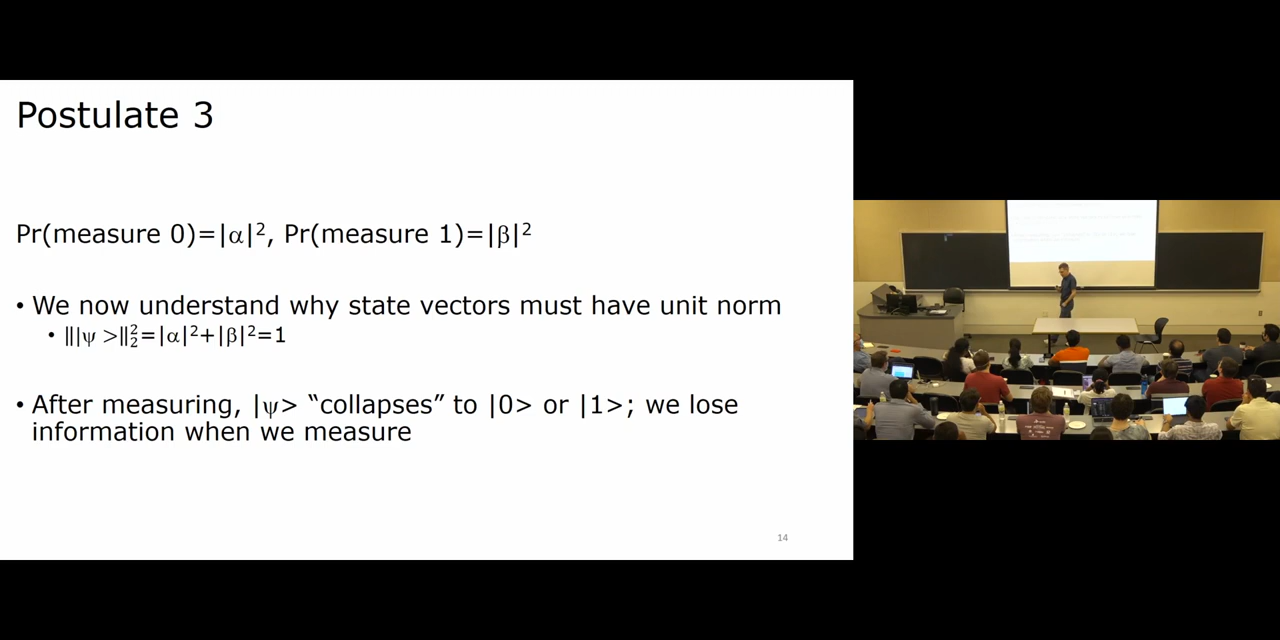 Postulate 3
Pr(measure 0)=|α|², Pr(measure 1)=|β|²
• We now understand why state vectors must have unit norm
• ‖|ψ >‖₂²=|α|²+|β|²=1
• After measuring, |ψ> “collapses” to |0> or |1>; we lose
information when we measure
14